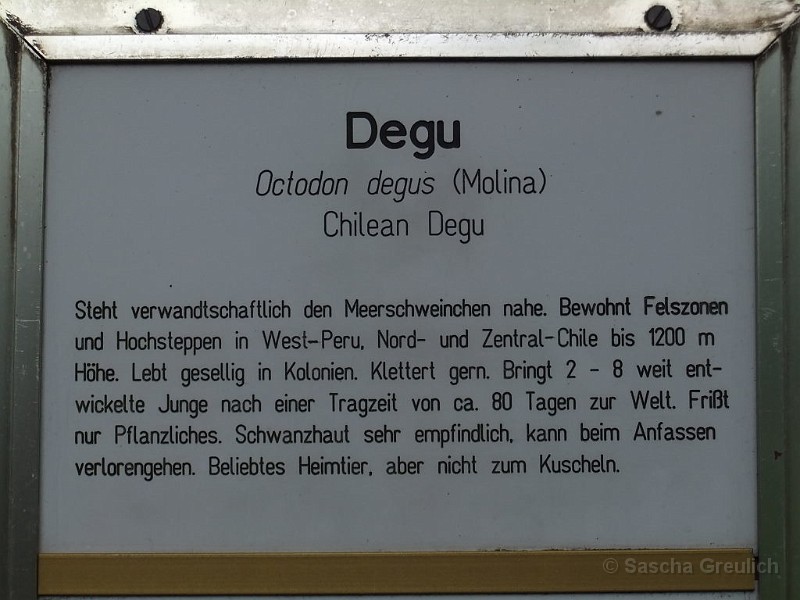 Degu
Octodon degus (Molina)
Chilean Degu
Steht verwandtschaftlich den Meerschweinchen nahe. Bewohnt Felszonen
und Hochsteppen in West-Peru, Nord- und Zentral-Chile bis 1200 m
Höhe. Lebt gesellig in Kolonien. Klettert gern. Bringt 2 - 8 weit ent-
wickelte Junge nach einer Tragzeit von ca. 80 Tagen zur Welt. Frißt
nur Pflanzliches. Schwanzhaut sehr empfindlich, kann beim Anfassen
verlorengehen. Beliebtes Heimtier, aber nicht zum Kuscheln.
© Sascha Greulich